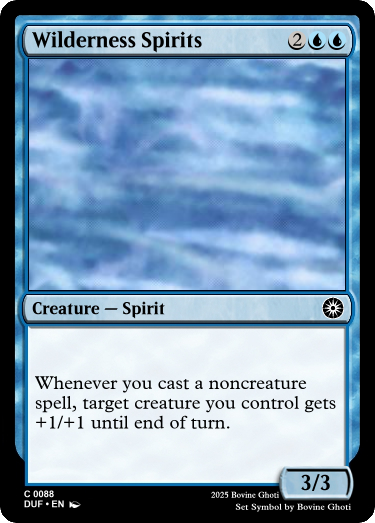 Wilderness Spirits 2
Creature — Spirit
Whenever you cast a noncreature
spell, target creature you control gets
+1/+1 until end of turn.
3/3
C 0088
DUF • EN
2025 Bovine Ghoti
Set Symbol by Bovine Ghoti